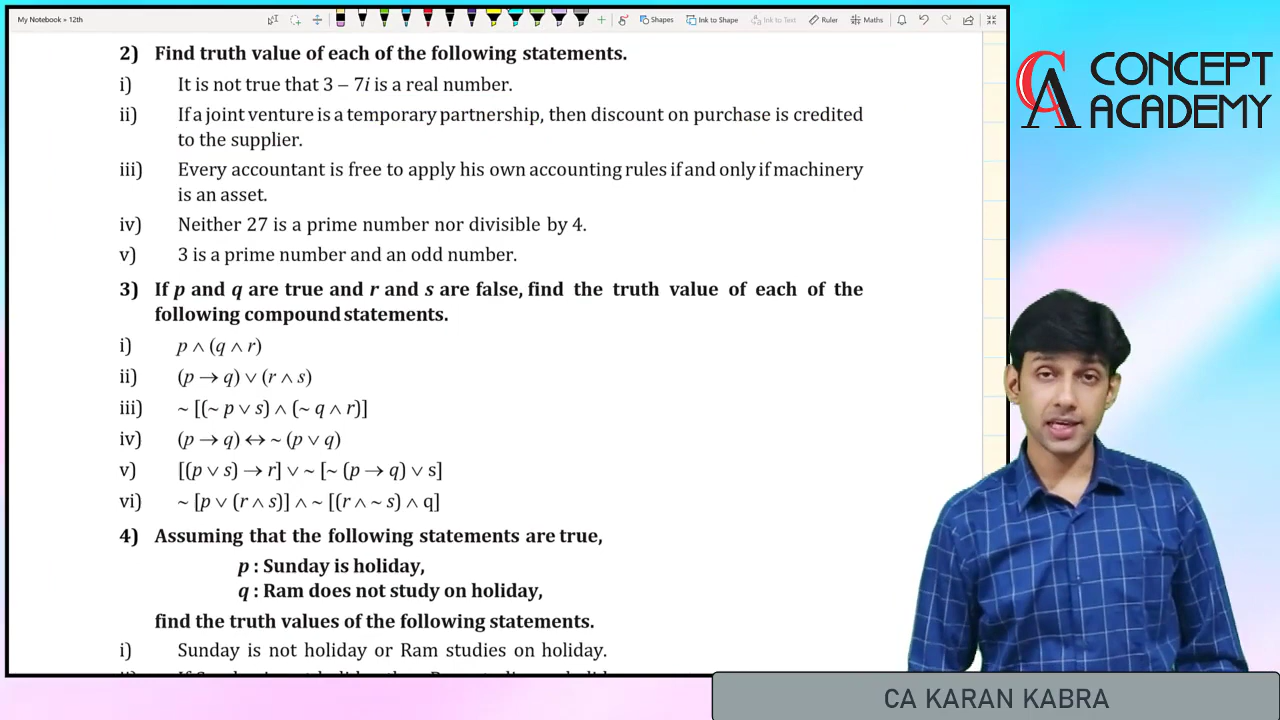 My Notebook » 12th
Shapes
Ink to Shape
Ink to Text
Ruler
Maths
2) Find truth value of each of the following statements.
i) It is not true that 3 – 7i is a real number.
ii) If a joint venture is a temporary partnership, then discount on purchase is credited
to the supplier.
iii) Every accountant is free to apply his own accounting rules if and only if machinery
is an asset.
iv) Neither 27 is a prime number nor divisible by 4.
v) 3 is a prime number and an odd number.
3) If p and q are true and r and s are false, find the truth value of each of the
following compound statements.
i) p ∧ (q ∧ r)
ii) (p → q) ∨ (r ∧ s)
iii) ~ [(~ p ∨ s) ∧ (~ q ∧ r)]
iv) (p → q) ↔ ~ (p ∨ q)
v) [(p ∨ s) → r] ∨ ~ [~ (p → q) ∨ s]
vi) ~ [p ∨ (r ∧ s)] ∧ ~ [(r ∧ ~ s) ∧ q]
4) Assuming that the following statements are true,
p : Sunday is holiday,
q : Ram does not study on holiday,
find the truth values of the following statements.
i) Sunday is not holiday or Ram studies on holiday.
CA CONCEPT
ACADEMY
CA KARAN KABRA